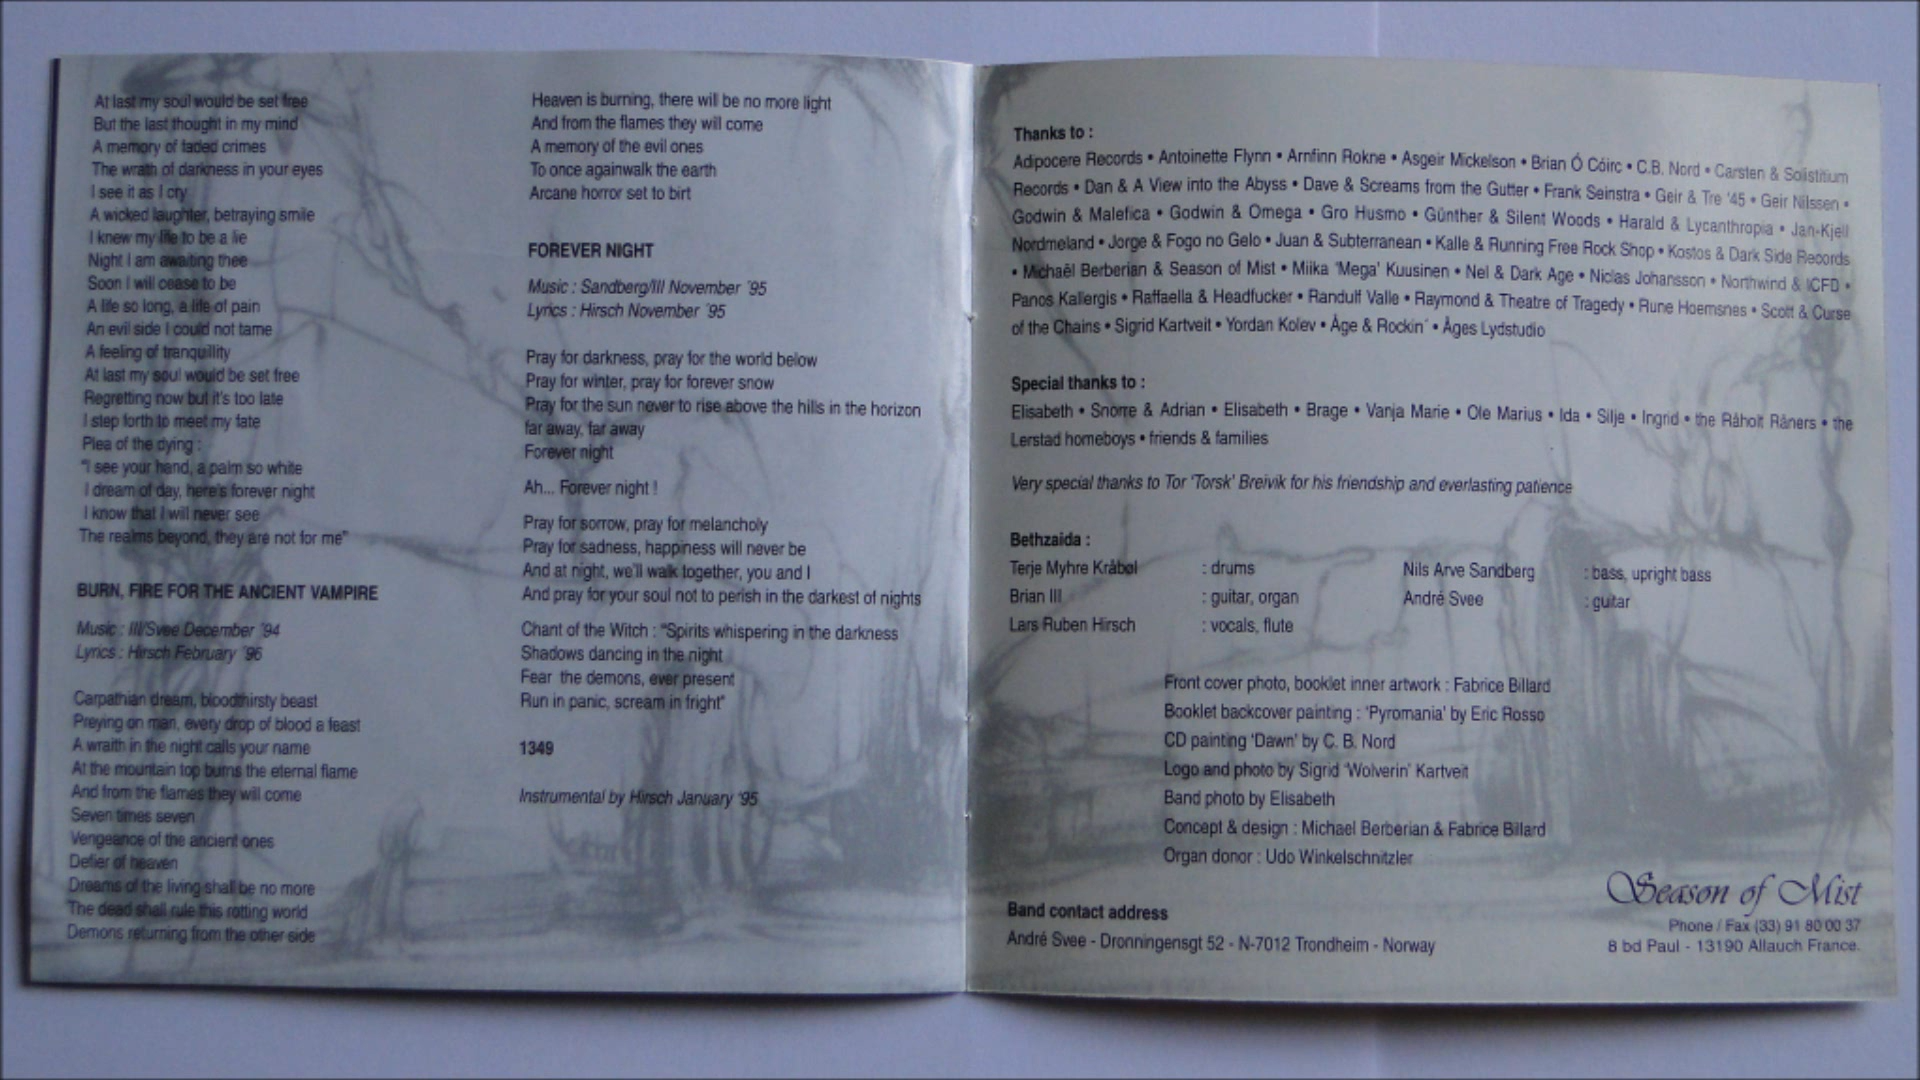 At last my soul would be set free
But the last thought in my mind
A memory of faded crimes
The wrath of darkness in your eyes
I see it as I cry
A wicked laughter, betraying smile
I knew my life to be a lie
Night I am awaiting thee
Soon I will cease to be
A life so long, a life of pain
An evil side I could not tame
A feeling of tranquillity
At last my soul would be set free
Regretting now but it's too late
I step forth to meet my fate
Plea of the dying :
"I see your hand, a palm so white
I dream of day, here's forever night
I know that I will never see
The realms beyond, they are not for me"
BURN, FIRE FOR THE ANCIENT VAMPIRE
Music : III/Svee December ´94
Lyrics : Hirsch February ´96
Carpathian dream, bloodthirsty beast
Preying on man, every drop of blood a feast
A wraith in the night calls your name
At the mountain top burns the eternal flame
And from the flames they will come
Seven times seven
Vengeance of the ancient ones
Defier of heaven
Dreams of the living shall be no more
The dead shall rule this rotting world
Demons returning from the other side
Heaven is burning, there will be no more light
And from the flames they will come
A memory of the evil ones
To once againwalk the earth
Arcane horror set to birt
FOREVER NIGHT
Music : Sandberg/III November ´95
Lyrics : Hirsch November ´95
Pray for darkness, pray for the world below
Pray for winter, pray for forever snow
Pray for the sun never to rise above the hills in the horizon
far away, far away
Forever night
Ah... Forever night !
Pray for sorrow, pray for melancholy
Pray for sadness, happiness will never be
And at night, we'll walk together, you and I
And pray for your soul not to perish in the darkest of nights
Chant of the Witch : "Spirits whispering in the darkness
Shadows dancing in the night
Fear the demons, ever present
Run in panic, scream in fright"
1349
Instrumental by Hirsch January ´95
Thanks to :
Adipocere Records • Antoinette Flynn • Arnfinn Rokne • Asgeir Mickelson • Brian Ó Cóirc • C.B. Nord • Carsten & Solistitium
Records • Dan & A View into the Abyss • Dave & Screams from the Gutter • Frank Seinstra • Geir & Tre '45 • Geir Nilssen •
Godwin & Malefica • Godwin & Omega • Gro Husmo • Günther & Silent Woods • Harald & Lycanthropia • Jan-Kjell
Nordmeland • Jorge & Fogo no Gelo • Juan & Subterranean • Kalle & Running Free Rock Shop • Kostos & Dark Side Records
• Michaël Berberian & Season of Mist • Miika 'Mega' Kuusinen • Nel & Dark Age • Niclas Johansson • Northwind & ICFD •
Panos Kallergis • Raffaella & Headfucker • Randulf Valle • Raymond & Theatre of Tragedy • Rune Hoemsnes • Scott & Curse
of the Chains • Sigrid Kartveit • Yordan Kolev • Åge & Rockin´ • Åges Lydstudio
Special thanks to :
Elisabeth • Snorre & Adrian • Elisabeth • Brage • Vanja Marie • Ole Marius • Ida • Silje • Ingrid • the Råholt Råners • the
Lerstad homeboys • friends & families
Very special thanks to Tor 'Torsk' Breivik for his friendship and everlasting patience
Bethzaida :
Terje Myhre Kråbøl : drums Nils Arve Sandberg : bass, upright bass
Brian III : guitar, organ André Svee : guitar
Lars Ruben Hirsch : vocals, flute
Front cover photo, booklet inner artwork : Fabrice Billard
Booklet backcover painting : 'Pyromania' by Eric Rosso
CD painting 'Dawn' by C. B. Nord
Logo and photo by Sigrid 'Wolverin' Kartveit
Band photo by Elisabeth
Concept & design : Michael Berberian & Fabrice Billard
Organ donor : Udo Winkelschnitzler
Band contact address
André Svee - Dronningensgt 52 - N-7012 Trondheim - Norway
Season of Mist
Phone / Fax (33) 91 80 00 37
8 bd Paul - 13190 Allauch France.